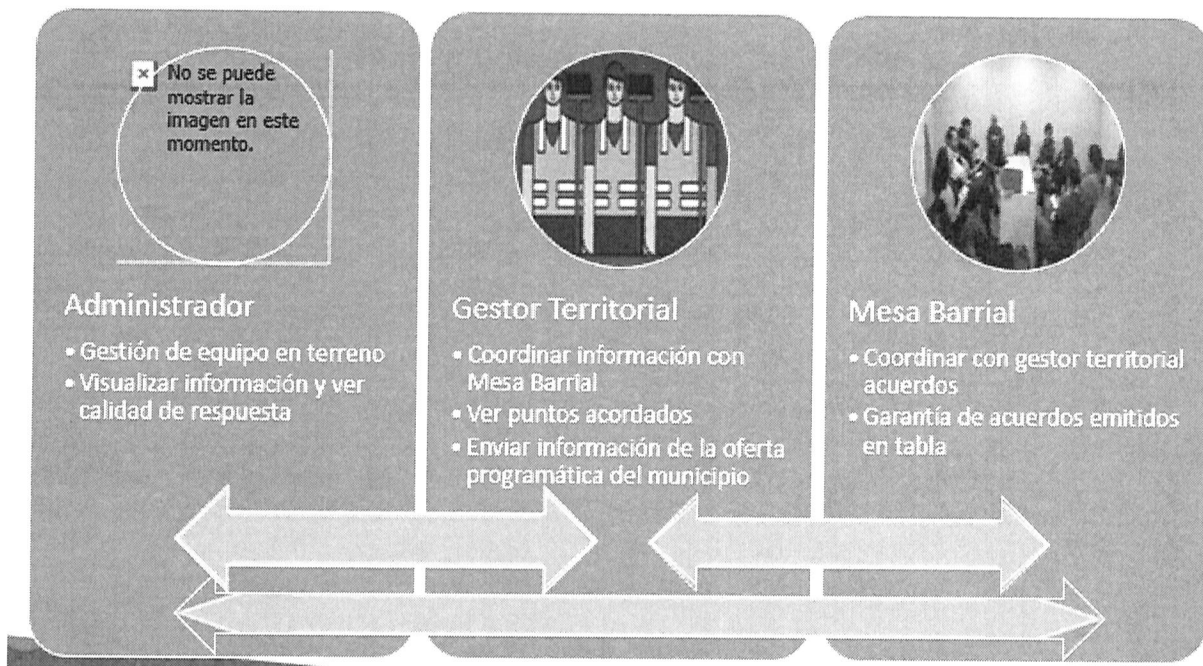 No se puede
mostrar la
imagen en este
momento.
Administrador
• Gestión de equipo en terreno
• Visualizar información y ver
calidad de respuesta
Gestor Territorial
• Coordinar información con
Mesa Barrial
• Ver puntos acordados
• Enviar información de la oferta
programática del municipio
Mesa Barrial
• Coordinar con gestor territorial
acuerdos
• Garantía de acuerdos emitidos
en tabla